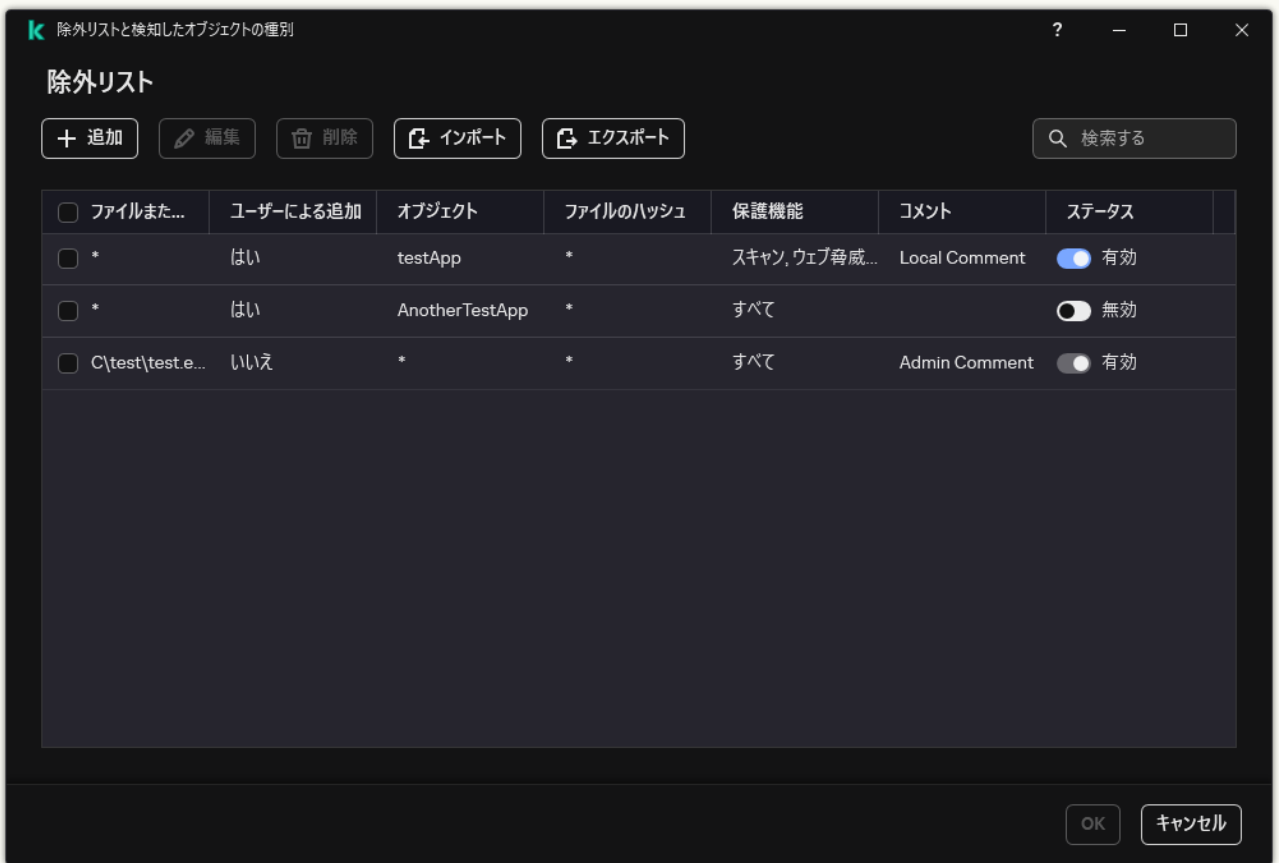 除外リストと検知したオブジェクトの種別 ?
除外リスト
追加 編集 削除 インポート エクスポート 検索する
ファイルまた... ユーザーによる追加 オブジェクト ファイルのハッシュ 保護機能 コメント ステータス
* はい testApp * スキャン, ウェブ脅威... Local Comment 有効
* はい AnotherTestApp * すべて 無効
C\test\test.e... いいえ * * すべて Admin Comment 有効
OK キャンセル